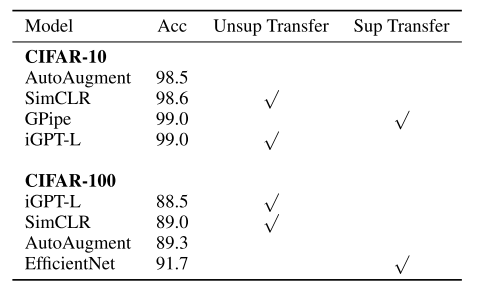 Model Acc Unsup Transfer Sup Transfer
CIFAR-10
AutoAugment 98.5
SimCLR 98.6 √
GPipe 99.0 √
iGPT-L 99.0 √
CIFAR-100
iGPT-L 88.5 √
SimCLR 89.0 √
AutoAugment 89.3
EfficientNet 91.7 √